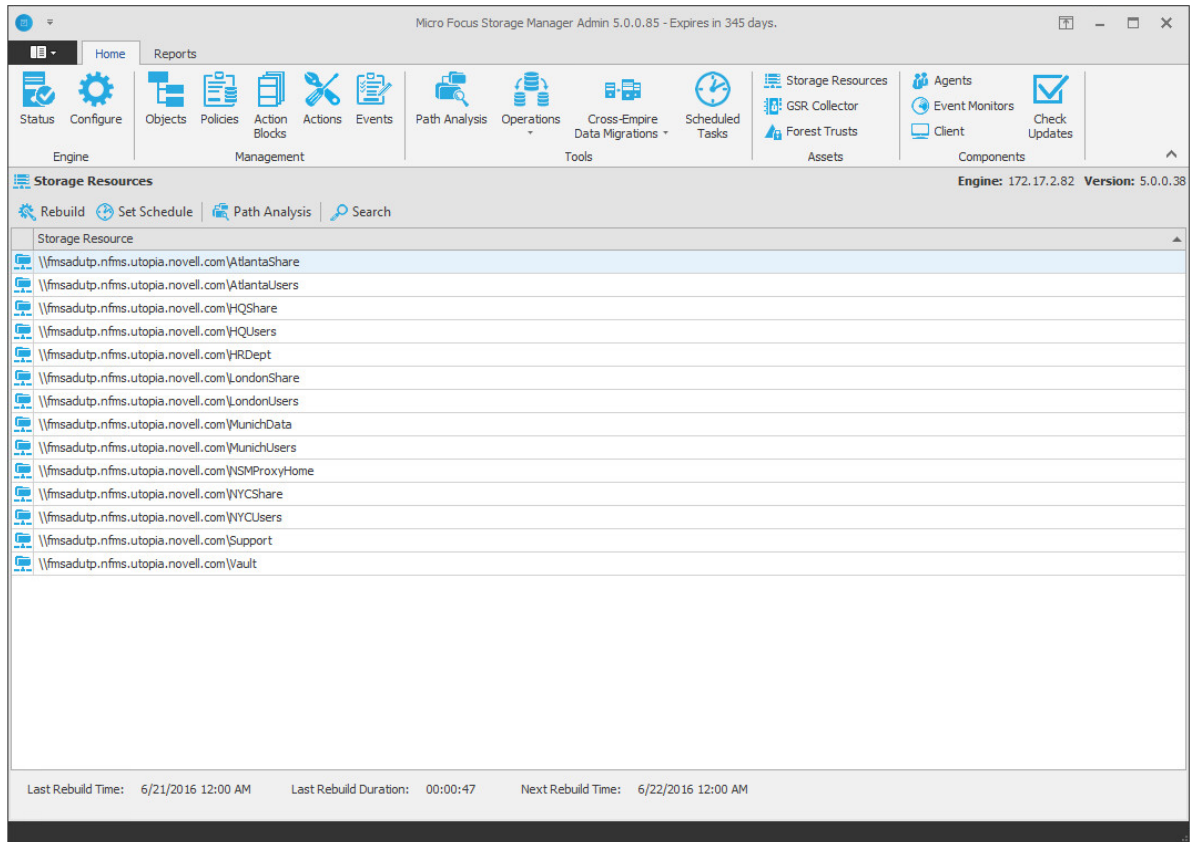 Micro Focus Storage Manager Admin 5.0.0.85 - Expires in 345 days.
Home Reports
Status Configure Objects Policies Action Blocks Actions Events Path Analysis Operations Cross-Empire Data Migrations Scheduled Tasks Storage Resources GSR Collector Forest Trusts Agents Event Monitors Client Check Updates
Engine Management Tools Assets Components
Storage Resources Engine: 172.17.2.82 Version: 5.0.0.38
Rebuild Set Schedule Path Analysis Search
Storage Resource
\\fmsadutp.nfms.utopia.novell.com\AtlantaShare
\\fmsadutp.nfms.utopia.novell.com\AtlantaUsers
\\fmsadutp.nfms.utopia.novell.com\HQShare
\\fmsadutp.nfms.utopia.novell.com\HQUsers
\\fmsadutp.nfms.utopia.novell.com\HRDept
\\fmsadutp.nfms.utopia.novell.com\LondonShare
\\fmsadutp.nfms.utopia.novell.com\LondonUsers
\\fmsadutp.nfms.utopia.novell.com\MunichData
\\fmsadutp.nfms.utopia.novell.com\MunichUsers
\\fmsadutp.nfms.utopia.novell.com\NSMProxyHome
\\fmsadutp.nfms.utopia.novell.com\NYCShare
\\fmsadutp.nfms.utopia.novell.com\NYCUsers
\\fmsadutp.nfms.utopia.novell.com\Support
\\fmsadutp.nfms.utopia.novell.com\Vault
Last Rebuild Time: 6/21/2016 12:00 AM Last Rebuild Duration: 00:00:47 Next Rebuild Time: 6/22/2016 12:00 AM